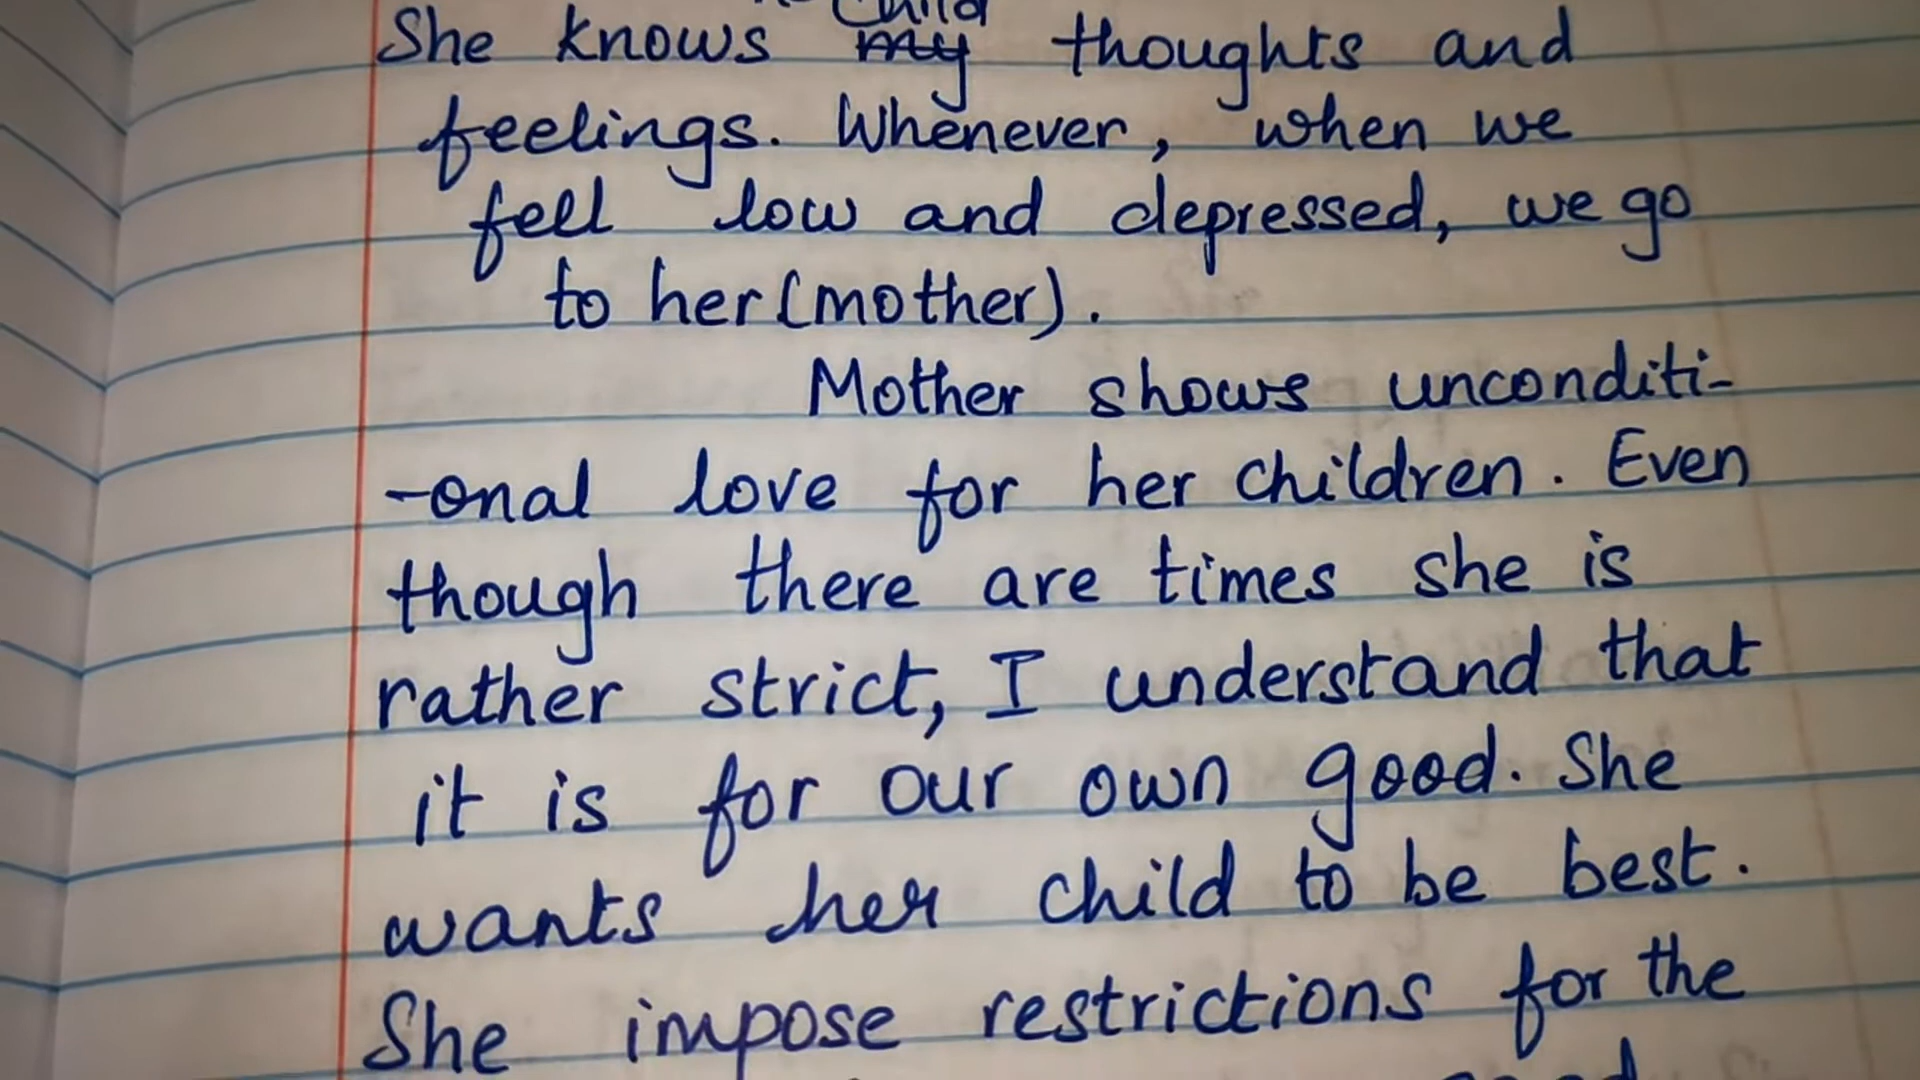 child
She knows my thoughts and
feelings. Whenever, when we
fell low and depressed, we go
to her (mother).
Mother shows unconditi-
-onal love for her children. Even
though there are times she is
rather strict, I understand that
it is for our own good. She
wants her child to be best.
She impose restrictions for the